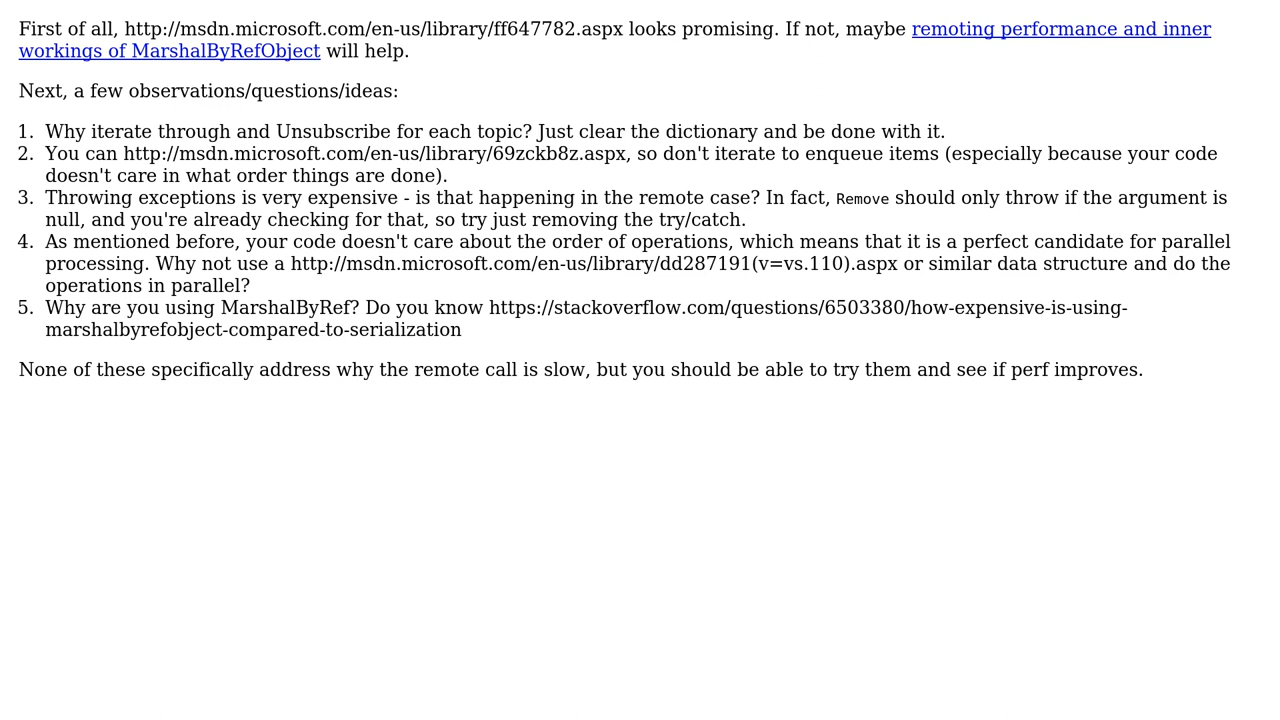 First of all, http://msdn.microsoft.com/en-us/library/ff647782.aspx looks promising. If not, maybe remoting performance and inner
workings of MarshalByRefObject will help.
Next, a few observations/questions/ideas:
1. Why iterate through and Unsubscribe for each topic? Just clear the dictionary and be done with it.
2. You can http://msdn.microsoft.com/en-us/library/69zckb8z.aspx, so don't iterate to enqueue items (especially because your code
doesn't care in what order things are done).
3. Throwing exceptions is very expensive - is that happening in the remote case? In fact, Remove should only throw if the argument is
null, and you're already checking for that, so try just removing the try/catch.
4. As mentioned before, your code doesn't care about the order of operations, which means that it is a perfect candidate for parallel
processing. Why not use a http://msdn.microsoft.com/en-us/library/dd287191(v=vs.110).aspx or similar data structure and do the
operations in parallel?
5. Why are you using MarshalByRef? Do you know https://stackoverflow.com/questions/6503380/how-expensive-is-using-
marshalbyrefobject-compared-to-serialization
None of these specifically address why the remote call is slow, but you should be able to try them and see if perf improves.